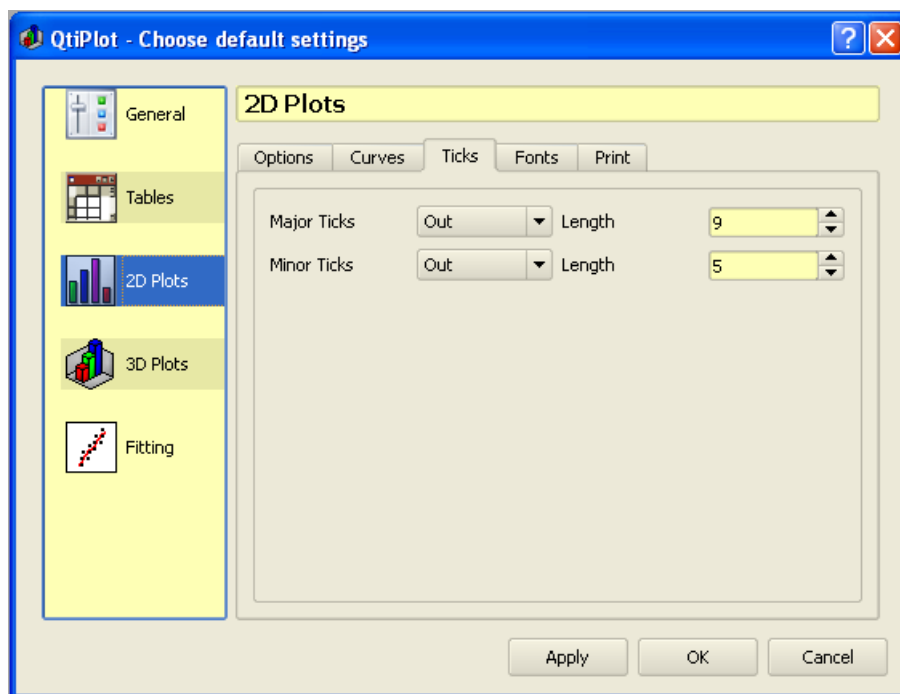 QtiPlot - Choose default settings
General
Tables
2D Plots
3D Plots
Fitting
2D Plots
Options Curves Ticks Fonts Print
Major Ticks Out Length 9
Minor Ticks Out Length 5
Apply OK Cancel